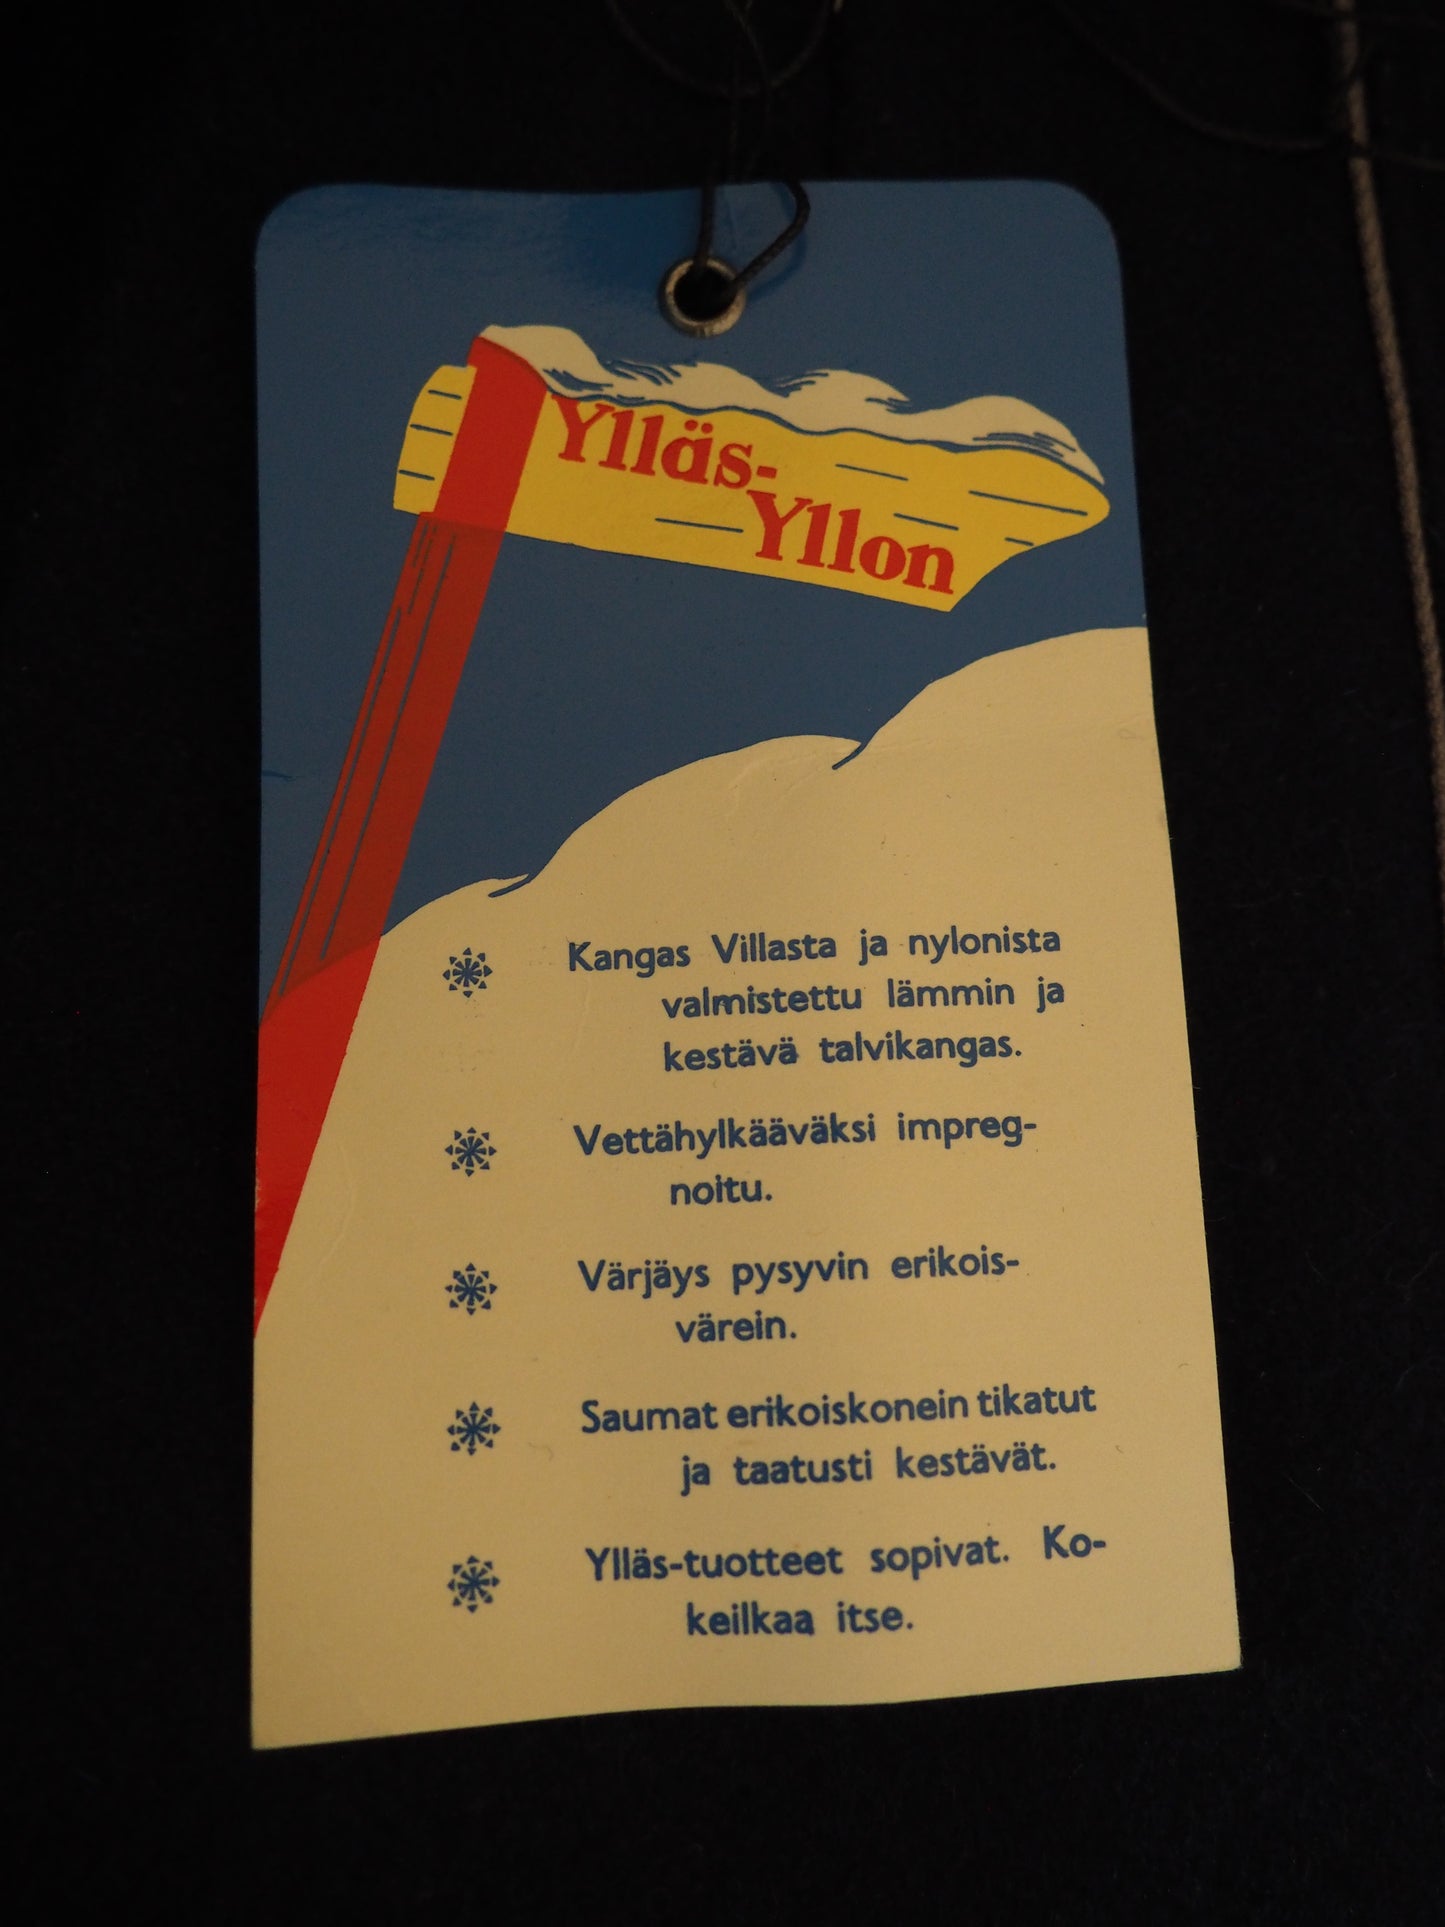 Ylläs-
Yllon
Kangas Villasta ja nylonista
valmistettu lämmin ja
kestävä talvikangas.
Vettähylkääväksi impreg-
noitu.
Värjäys pysyvin erikois-
värein.
Saumat erikoiskonein tikatut
ja taatusti kestävät.
Ylläs-tuotteet sopivat. Ko-
keilkaa itse.